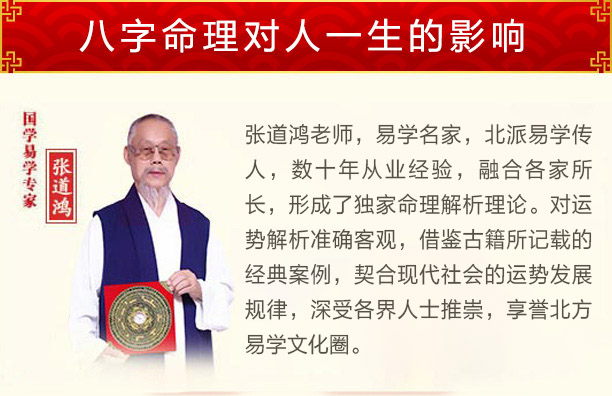 八字命理对人一生的影响
国学易学专家
张道鸿
张道鸿老师，易学名家，北派易学传
人，数十年从业经验，融合各家所
长，形成了独家命理解析理论。对运
势解析准确客观，借鉴古籍所记载的
经典案例，契合现代社会的运势发展
规律，深受各界人士推崇，享誉北方
易学文化圈。